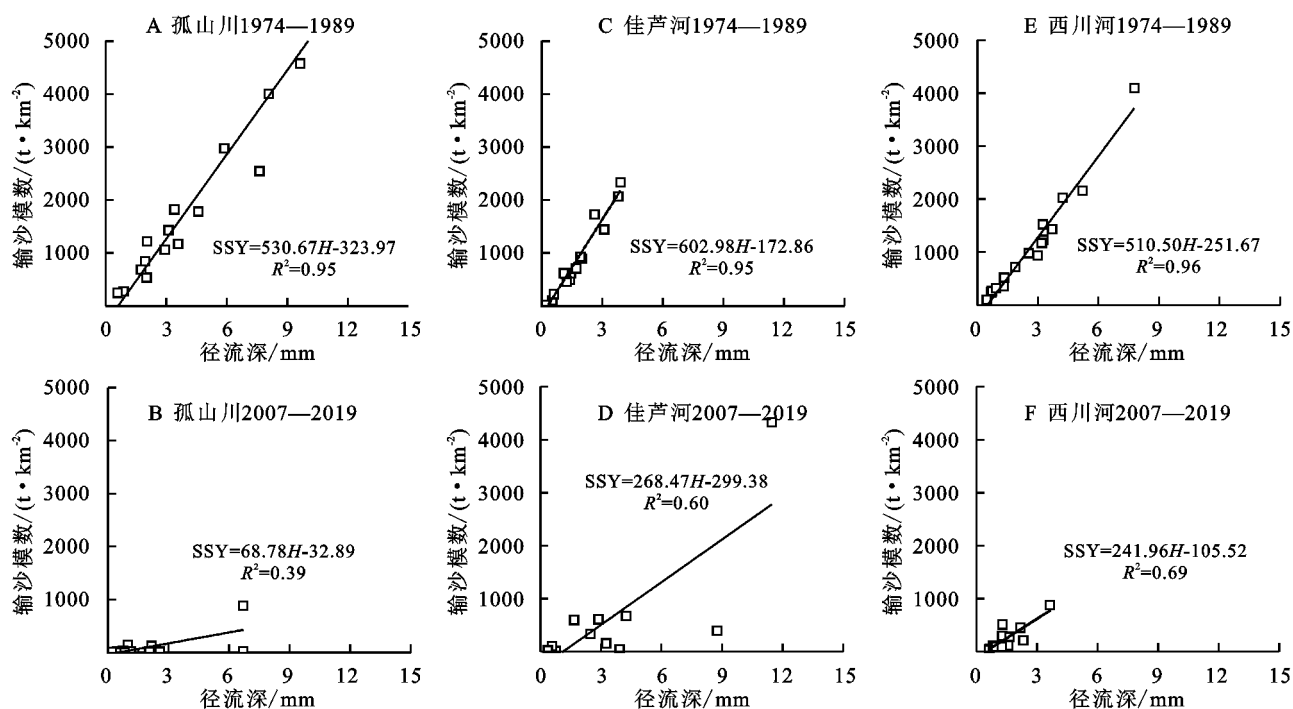 A 孤山川1974—1989
5000
4000
3000
2000
1000
输沙模数/(t·km⁻²)
SSY=530.67H-323.97
R²=0.95
0 3 6 9 12 15
径流深/mm
C 佳芦河1974—1989
5000
4000
3000
2000
1000
输沙模数/(t·km⁻²)
SSY=602.98H-172.86
R²=0.95
0 3 6 9 12 15
径流深/mm
E 西川河1974—1989
5000
4000
3000
2000
1000
输沙模数/(t·km⁻²)
SSY=510.50H-251.67
R²=0.96
0 3 6 9 12 15
径流深/mm
B 孤山川2007—2019
5000
4000
3000
2000
1000
输沙模数/(t·km⁻²)
SSY=68.78H-32.89
R²=0.39
0 3 6 9 12 15
径流深/mm
D 佳芦河2007—2019
5000
4000
3000
2000
1000
输沙模数/(t·km⁻²)
SSY=268.47H-299.38
R²=0.60
0 3 6 9 12 15
径流深/mm
F 西川河2007—2019
5000
4000
3000
2000
1000
输沙模数/(t·km⁻²)
SSY=241.96H-105.52
R²=0.69
0 3 6 9 12 15
径流深/mm